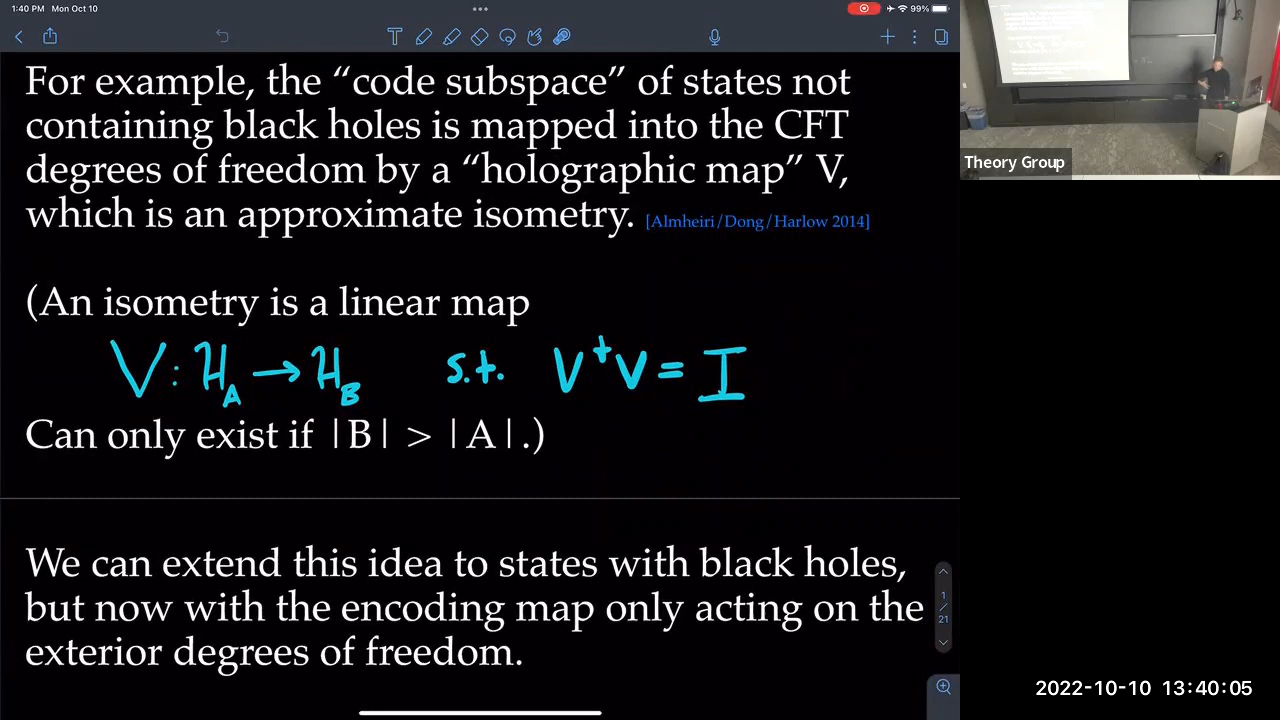 1:40 PM Mon Oct 10
99%
For example, the “code subspace” of states not
containing black holes is mapped into the CFT
degrees of freedom by a “holographic map” V,
which is an approximate isometry. [Almheiri/Dong/Harlow 2014]
(An isometry is a linear map
V: H_A → H_B s.t. V†V = I
Can only exist if |B| > |A|.)
We can extend this idea to states with black holes,
but now with the encoding map only acting on the
exterior degrees of freedom.
1
/
21
Theory Group
2022-10-10 13:40:05